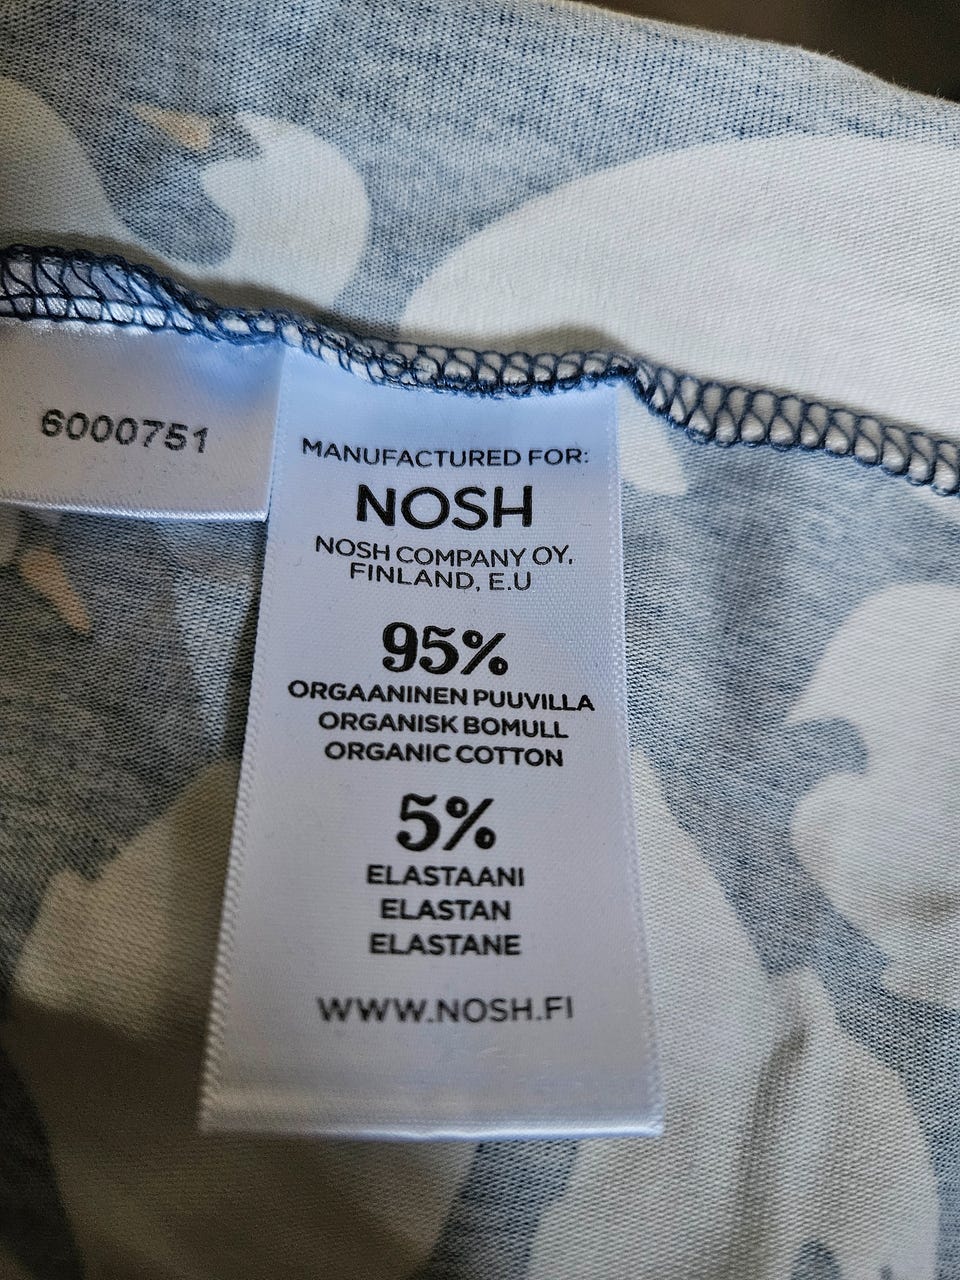 6000751
MANUFACTURED FOR:
NOSH
NOSH COMPANY OY,
FINLAND, E.U
95%
ORGAANINEN PUUVILLA
ORGANISK BOMULL
ORGANIC COTTON
5%
ELASTAANI
ELASTAN
ELASTANE
WWW.NOSH.FI